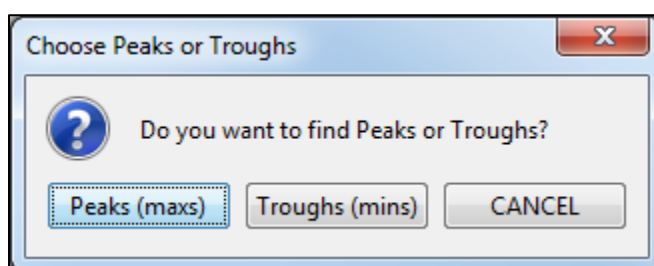 Choose Peaks or Troughs
Do you want to find Peaks or Troughs?
Peaks (maxs) Troughs (mins) CANCEL